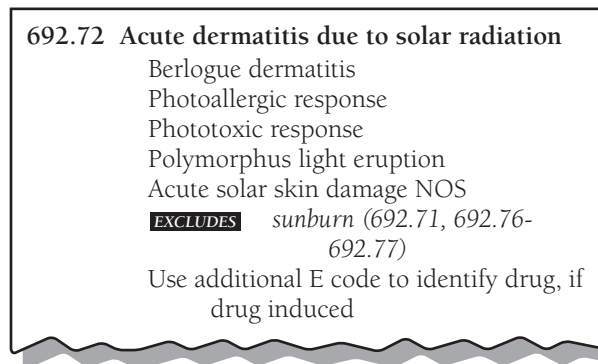 692.72 Acute dermatitis due to solar radiation
Berlogue dermatitis
Photoallergic response
Phototoxic response
Polymorphus light eruption
Acute solar skin damage NOS
EXCLUDES sunburn (692.71, 692.76-
692.77)
Use additional E code to identify drug, if
drug induced